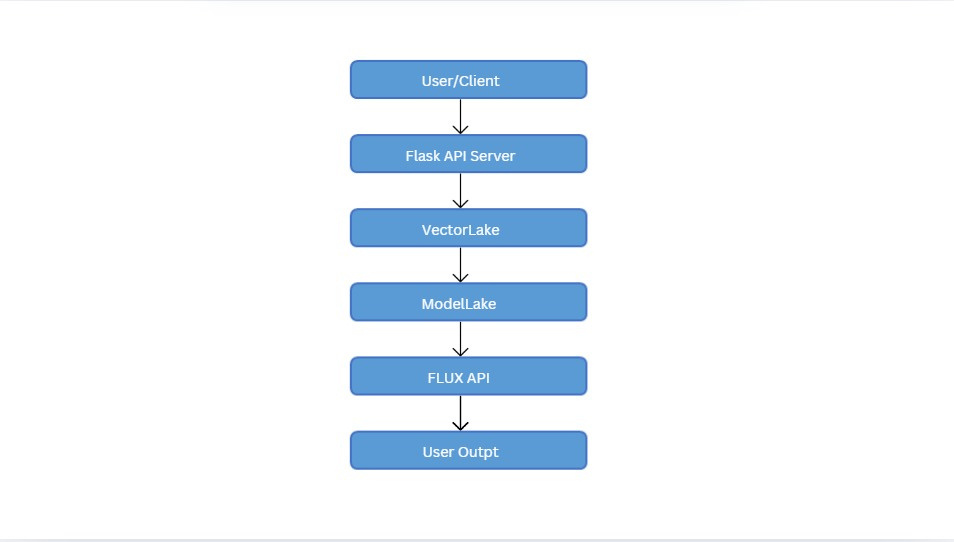 User/Client
Flask API Server
VectorLake
ModelLake
FLUX API
User Outpt